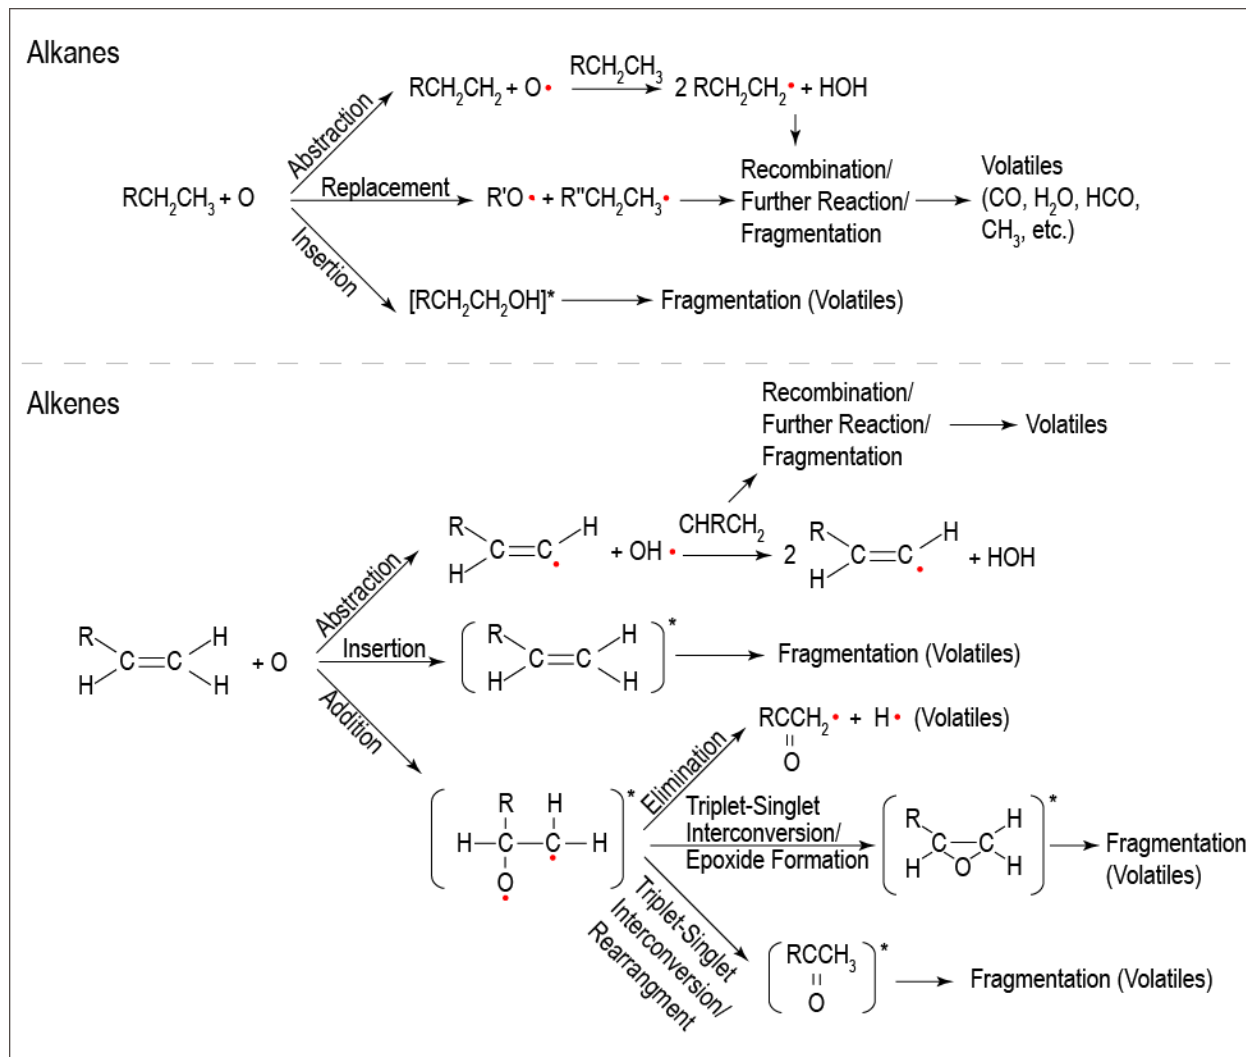 Alkanes
RCH₂CH₃ + O
Abstraction
RCH₂CH₂ + O•
RCH₂CH₃
2 RCH₂CH₂• + HOH
Replacement
R'O• + R"CH₂CH₃•
Recombination/
Further Reaction/
Fragmentation
Volatiles
(CO, H₂O, HCO,
CH₃, etc.)
Insertion
[RCH₂CH₂OH]*
Fragmentation (Volatiles)
Alkenes
Recombination/
Further Reaction/
Fragmentation
Volatiles
R H
C=C
H H
+ O
Abstraction
R H
C=C•
H
+ OH•
CHRCH₂
2
R H
C=C•
H
+ HOH
Insertion
R H *
C=C
H H
Fragmentation (Volatiles)
Addition
R H *
H–C–C–H
O
Elimination
RCCH₂• + H• (Volatiles)
O
Triplet-Singlet
Interconversion/
Epoxide Formation
R H *
C–C
H O H
Fragmentation
(Volatiles)
Triplet-Singlet
Interconversion/
Rearrangment
RCCH₃ *
O
Fragmentation (Volatiles)